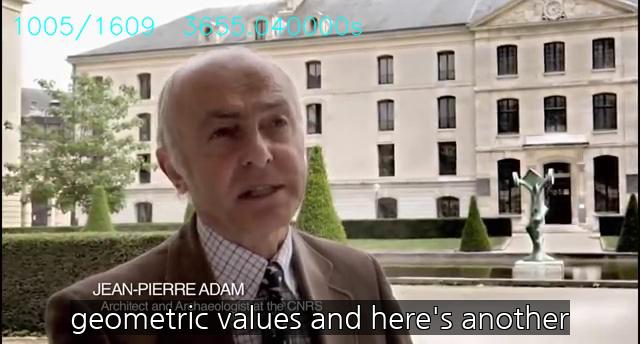 1005/1609 3655.040000s
JEAN-PIERRE ADAM
Architect and Archaeologist at the CNRS
geometric values and here's another